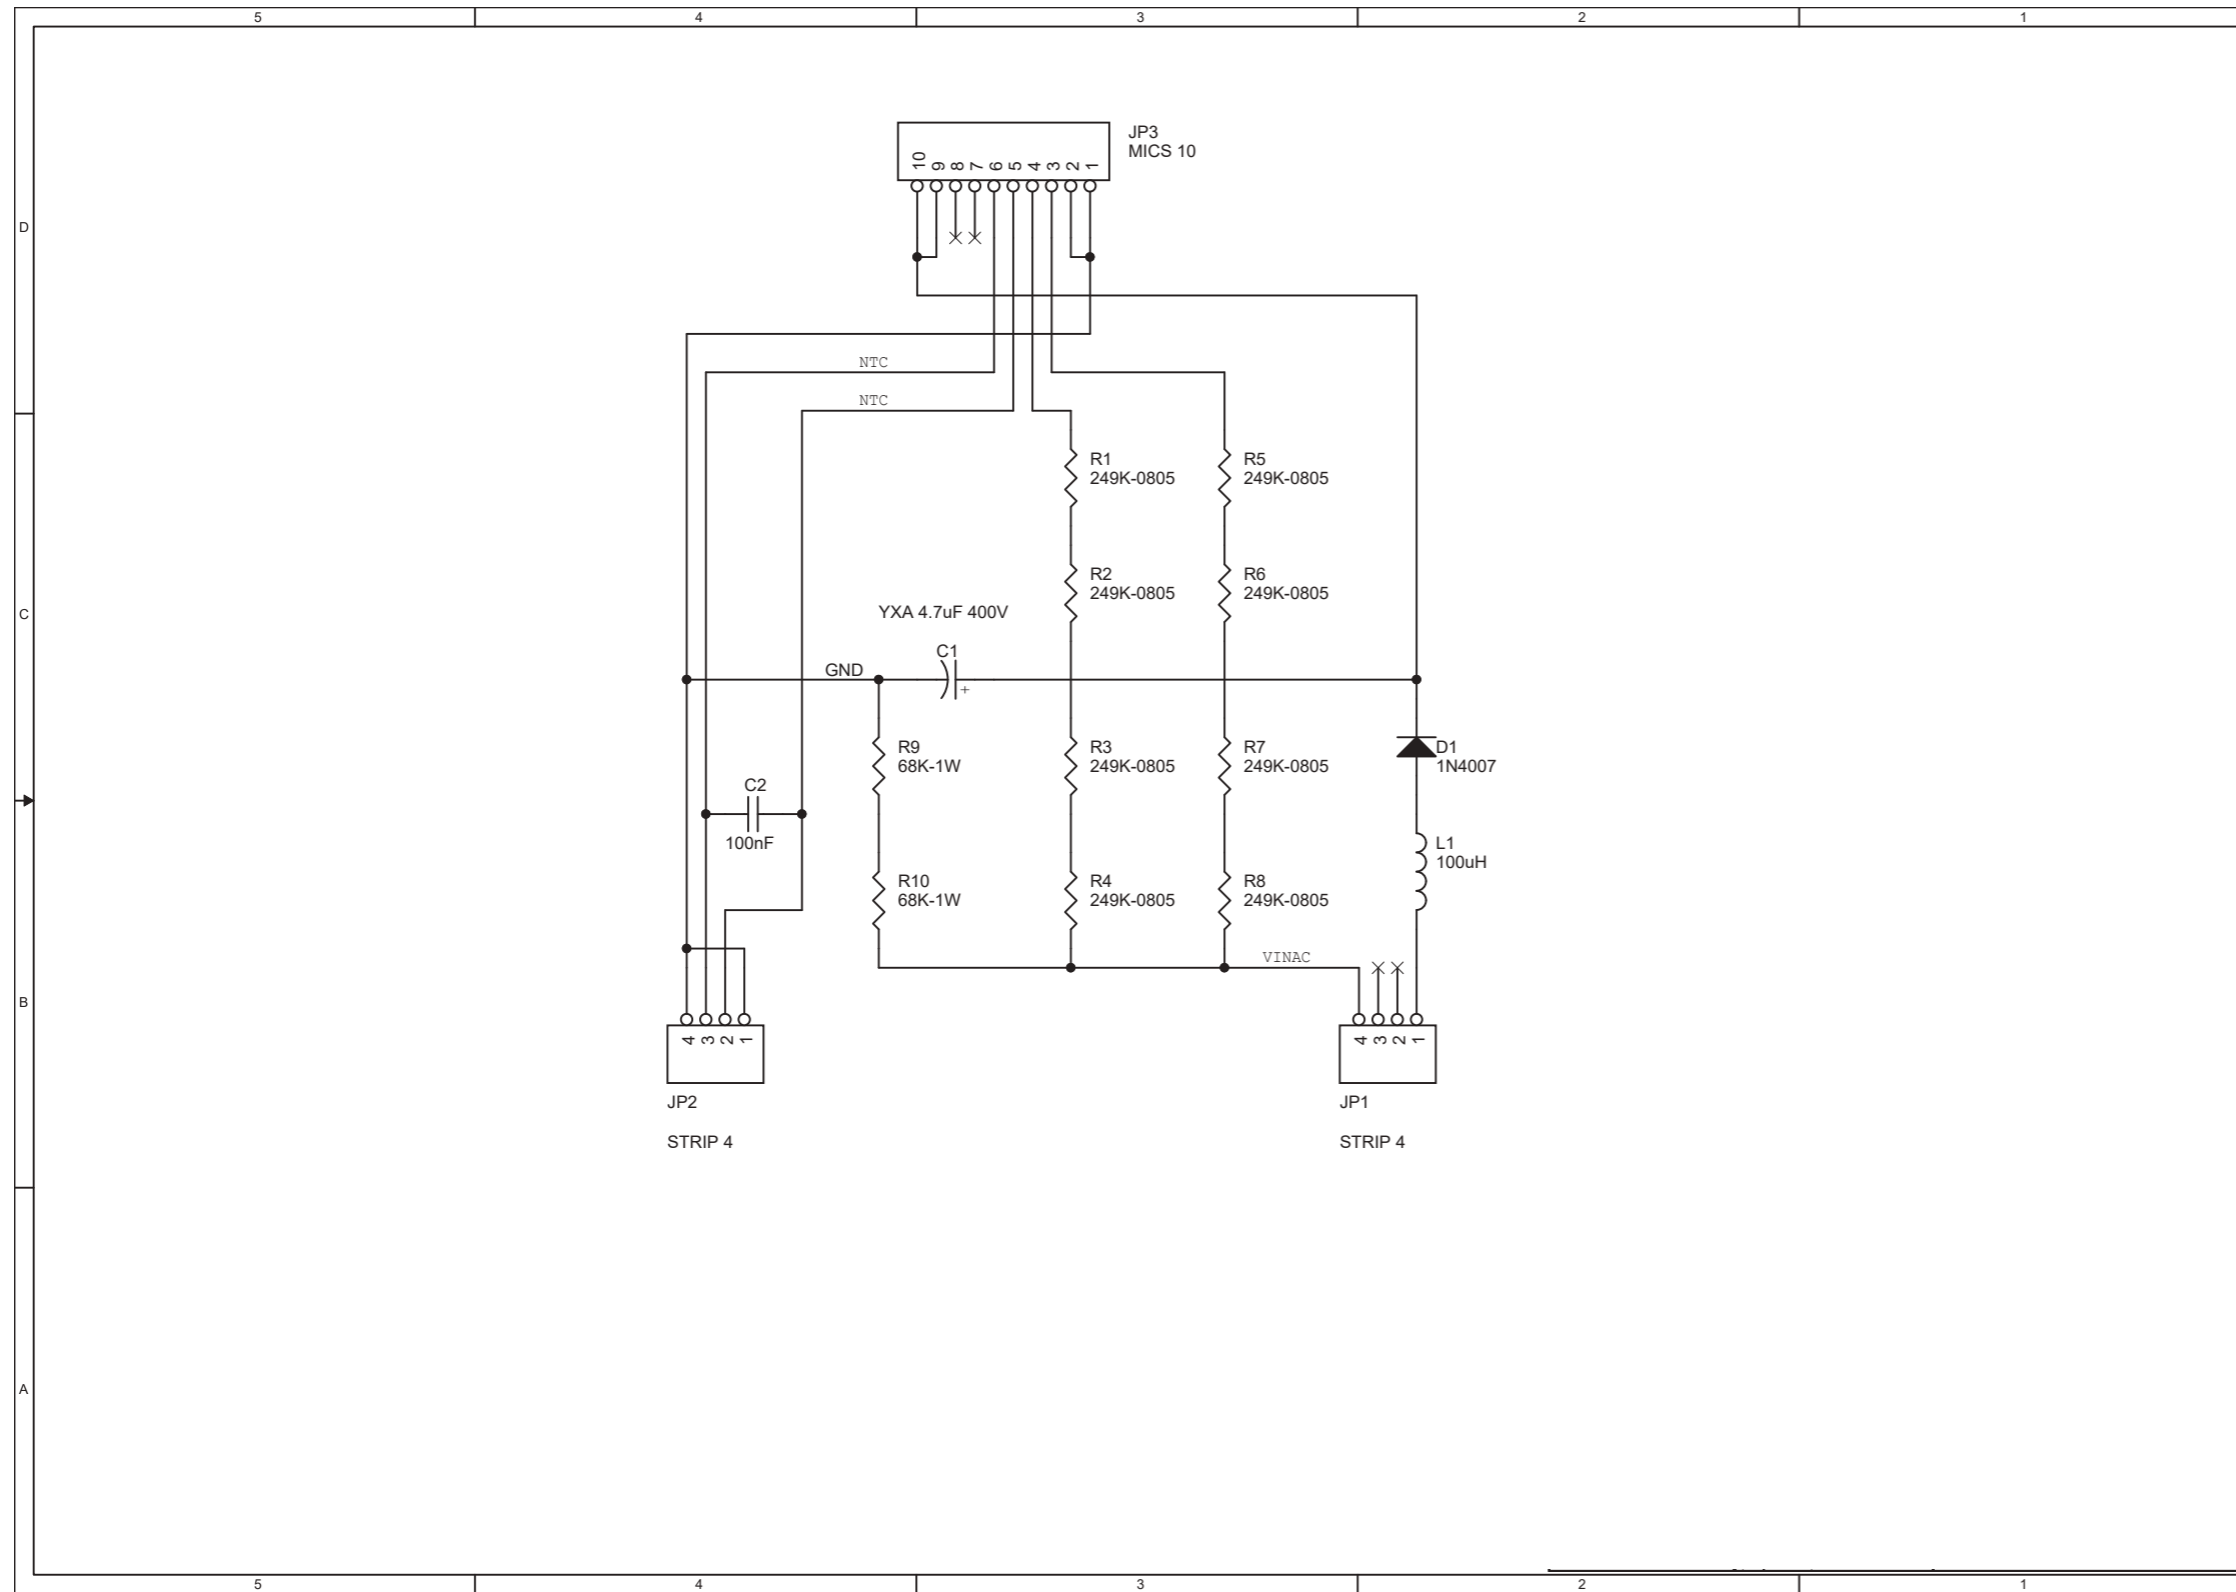 5 4 3 2 1
JP3
MICS 10
10 9 8 7 6 5 4 3 2 1
D
NTC
NTC
R1
249K-0805
R5
249K-0805
R2
249K-0805
R6
249K-0805
C
YXA 4.7uF 400V
C1
GND
+
R9
68K-1W
R3
249K-0805
R7
249K-0805
D1
1N4007
C2
100nF
L1
100uH
R10
68K-1W
R4
249K-0805
R8
249K-0805
VINAC
B
4 3 2 1
4 3 2 1
JP2
JP1
STRIP 4
STRIP 4
A
5 4 3 2 1